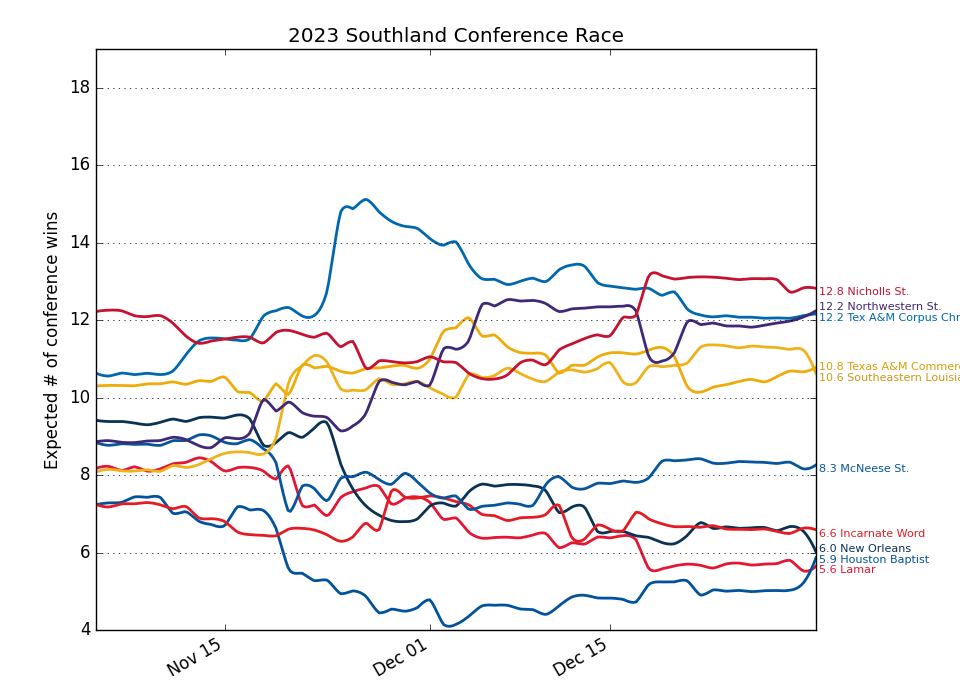 2023 Southland Conference Race
Expected # of conference wins
18
16
14
12
10
8
6
4
Nov 15
Dec 01
Dec 15
12.8 Nicholls St.
12.2 Northwestern St.
12.2 Tex A&M Corpus Chr
10.8 Texas A&M Commerc
10.6 Southeastern Louisia
8.3 McNeese St.
6.6 Incarnate Word
6.0 New Orleans
5.9 Houston Baptist
5.6 Lamar